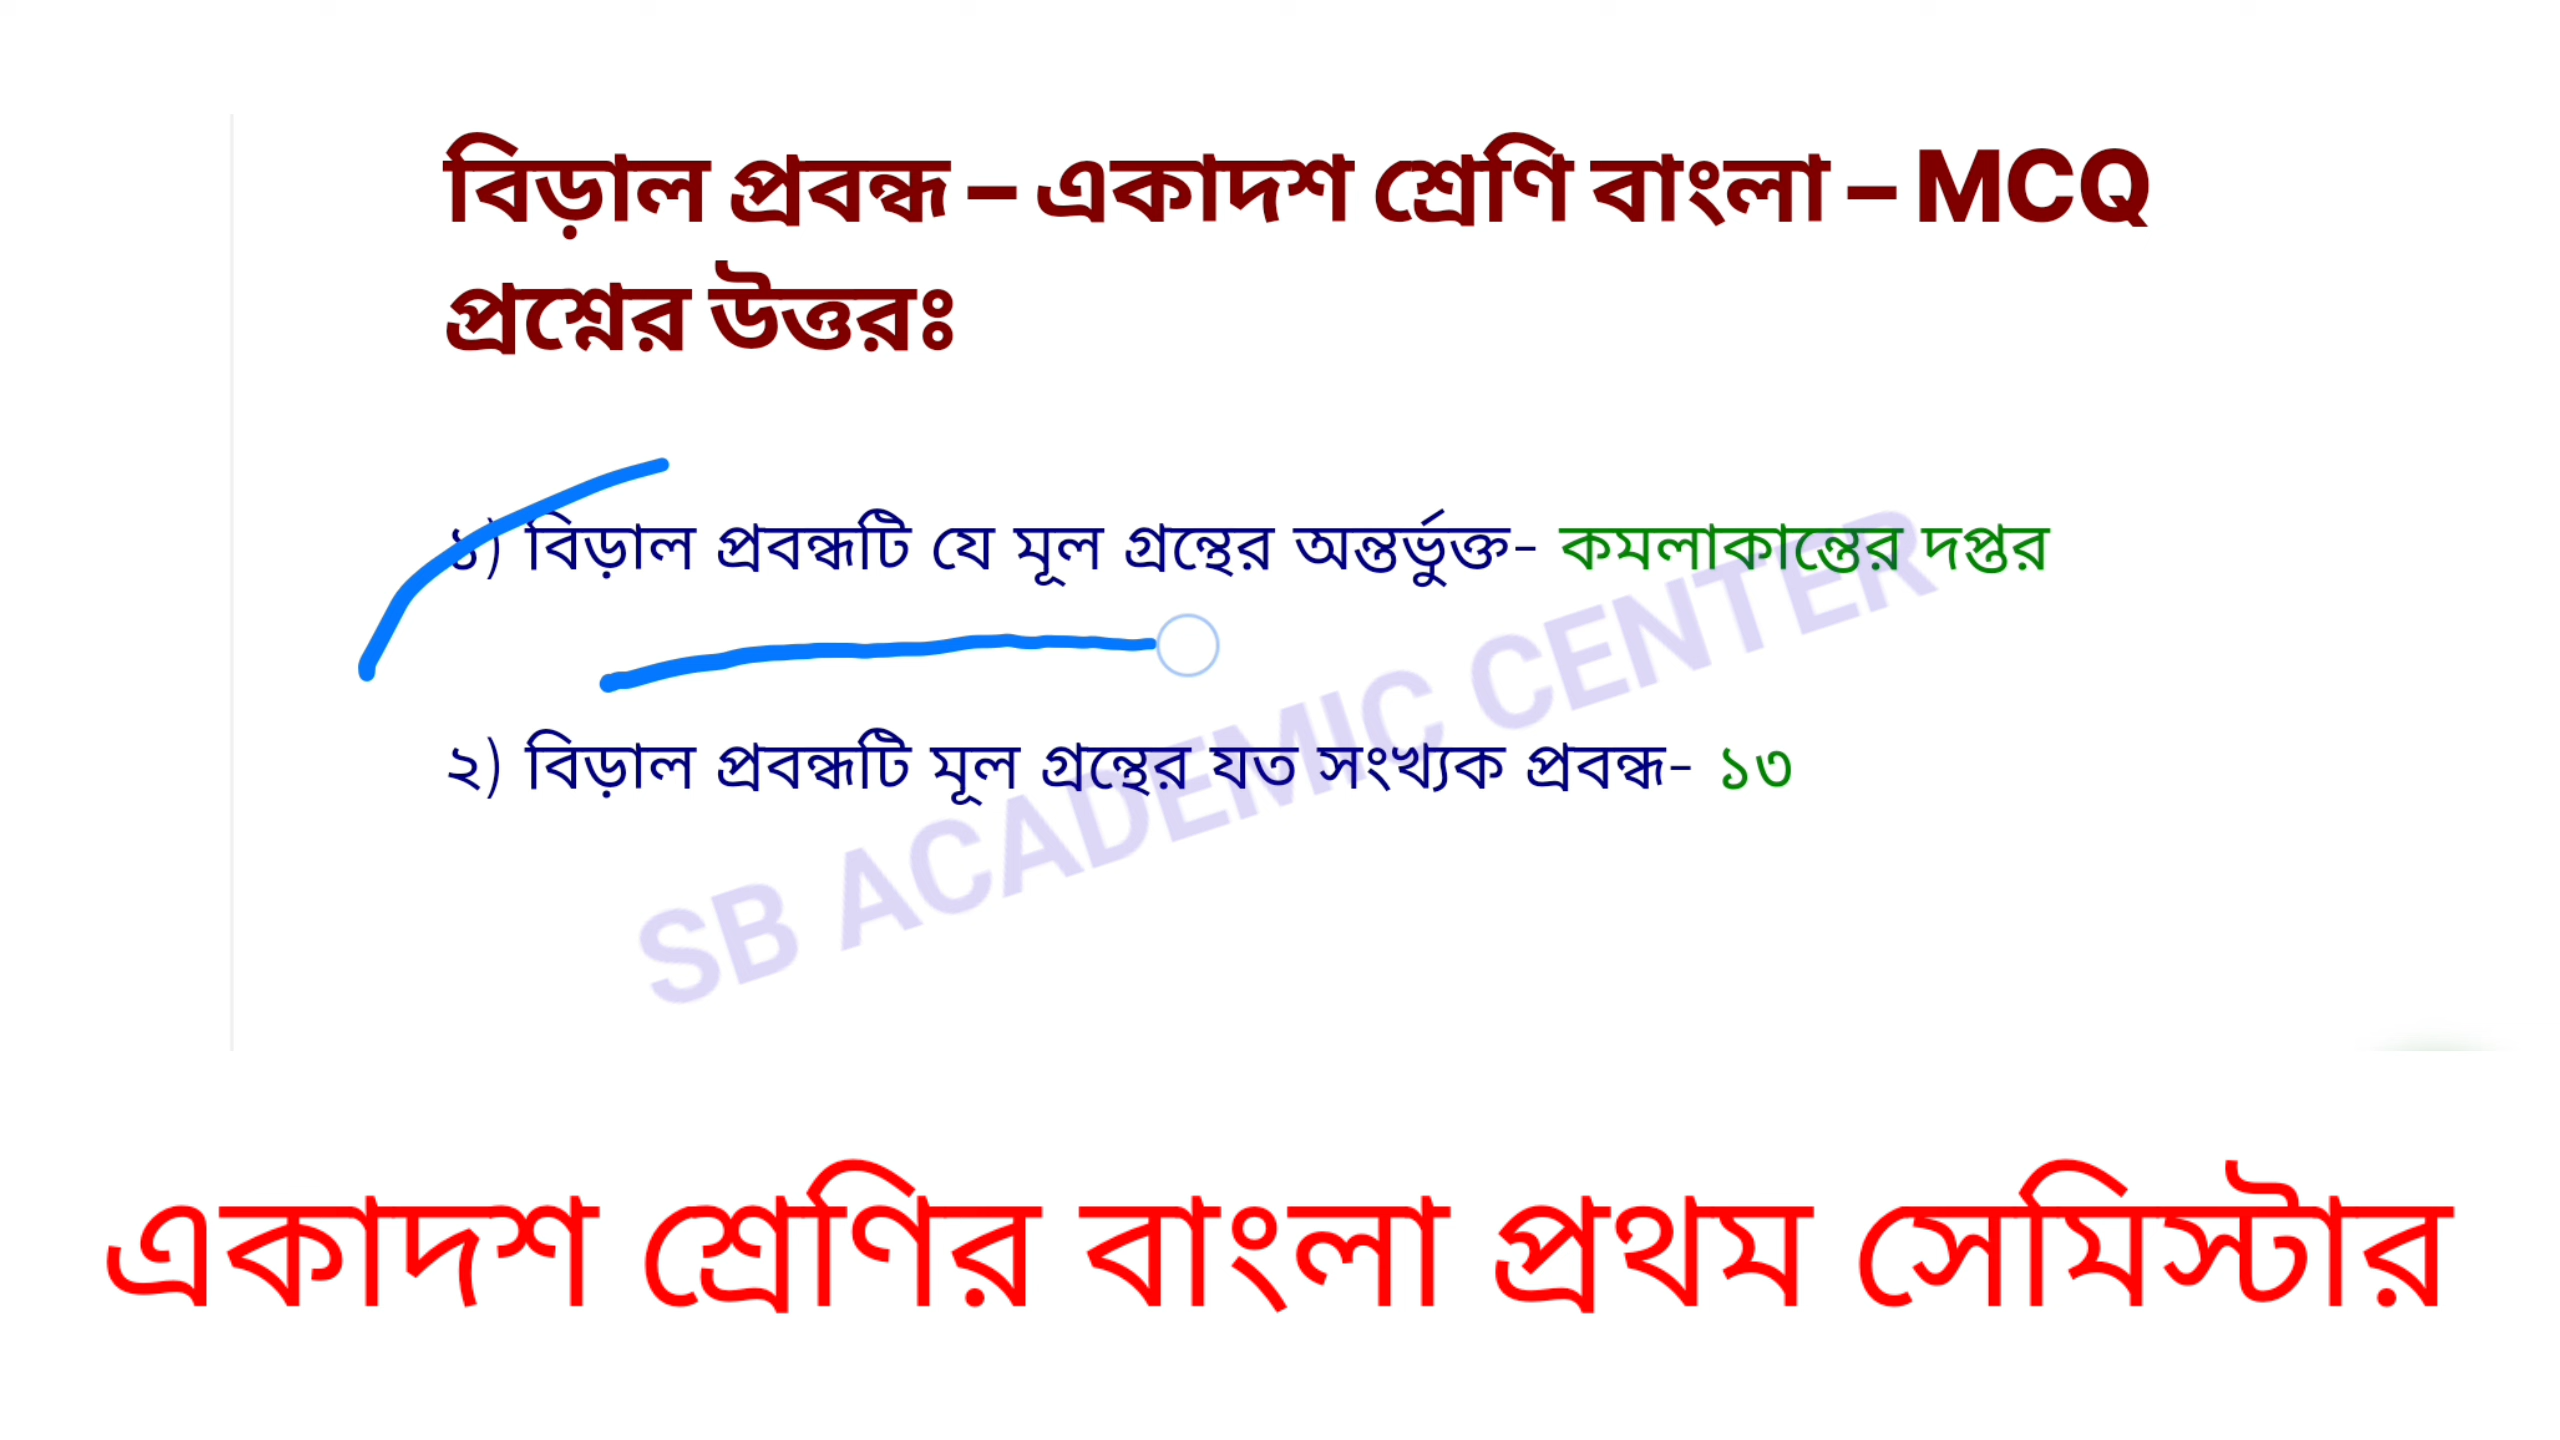 বিড়াল প্রবন্ধ – একাদশ শ্রেণি বাংলা – MCQ
প্রশ্নের উত্তরঃ
১) বিড়াল প্রবন্ধটি যে মূল গ্রন্থের অন্তর্ভুক্ত- কমলাকান্তের দপ্তর
২) বিড়াল প্রবন্ধটি মূল গ্রন্থের যত সংখ্যক প্রবন্ধ- ১৩
SB ACADEMIC CENTER
একাদশ শ্রেণির বাংলা প্রথম সেমিস্টার